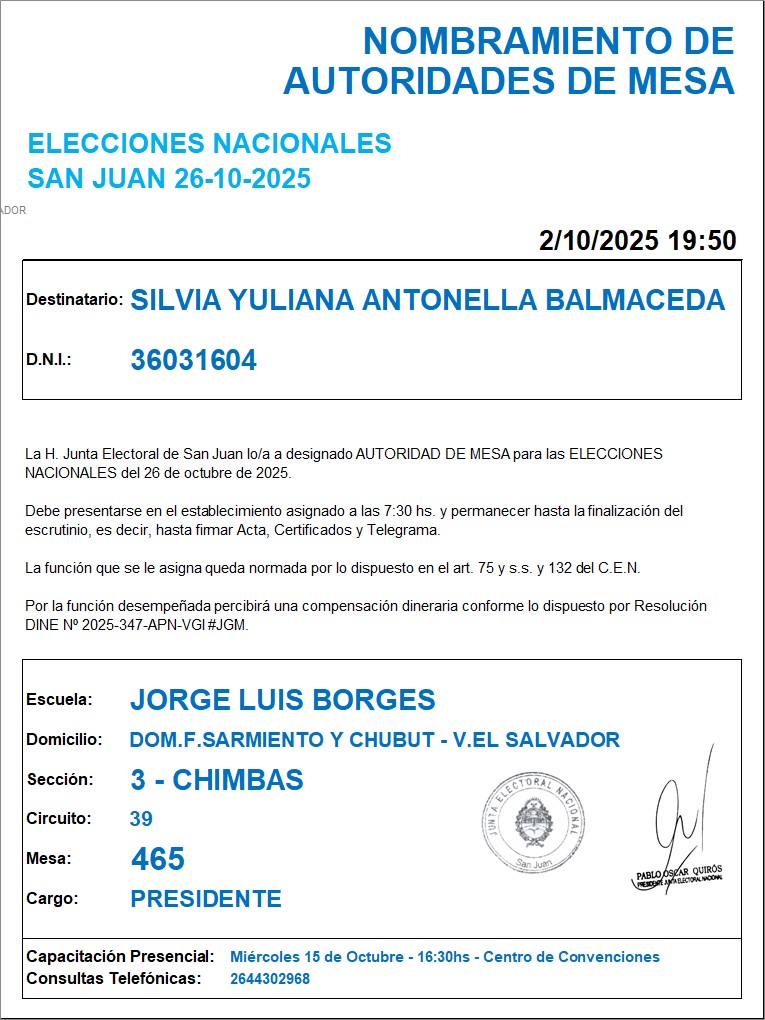 NOMBRAMIENTO DE
AUTORIDADES DE MESA
ELECCIONES NACIONALES
SAN JUAN 26-10-2025
ADOR
2/10/2025 19:50
Destinatario: SILVIA YULIANA ANTONELLA BALMACEDA
D.N.I.: 36031604
La H. Junta Electoral de San Juan lo/a a designado AUTORIDAD DE MESA para las ELECCIONES
NACIONALES del 26 de octubre de 2025.
Debe presentarse en el establecimiento asignado a las 7:30 hs. y permanecer hasta la finalización del
escrutinio, es decir, hasta firmar Acta, Certificados y Telegrama.
La función que se le asigna queda normada por lo dispuesto en el art. 75 y s.s. y 132 del C.E.N.
Por la función desempeñada percibirá una compensación dineraria conforme lo dispuesto por Resolución
DINE Nº 2025-347-APN-VGI#JGM.
Escuela: JORGE LUIS BORGES
Domicilio: DOM.F.SARMIENTO Y CHUBUT - V.EL SALVADOR
Sección: 3 - CHIMBAS
Circuito: 39
Mesa: 465
Cargo: PRESIDENTE
JUNTA ELECTORAL NACIONAL
San Juan
PABLO OSCAR QUIRÓS
PRESIDENTE JUNTA ELECTORAL NACIONAL
Capacitación Presencial: Miércoles 15 de Octubre - 16:30hs - Centro de Convenciones
Consultas Telefónicas: 2644302968